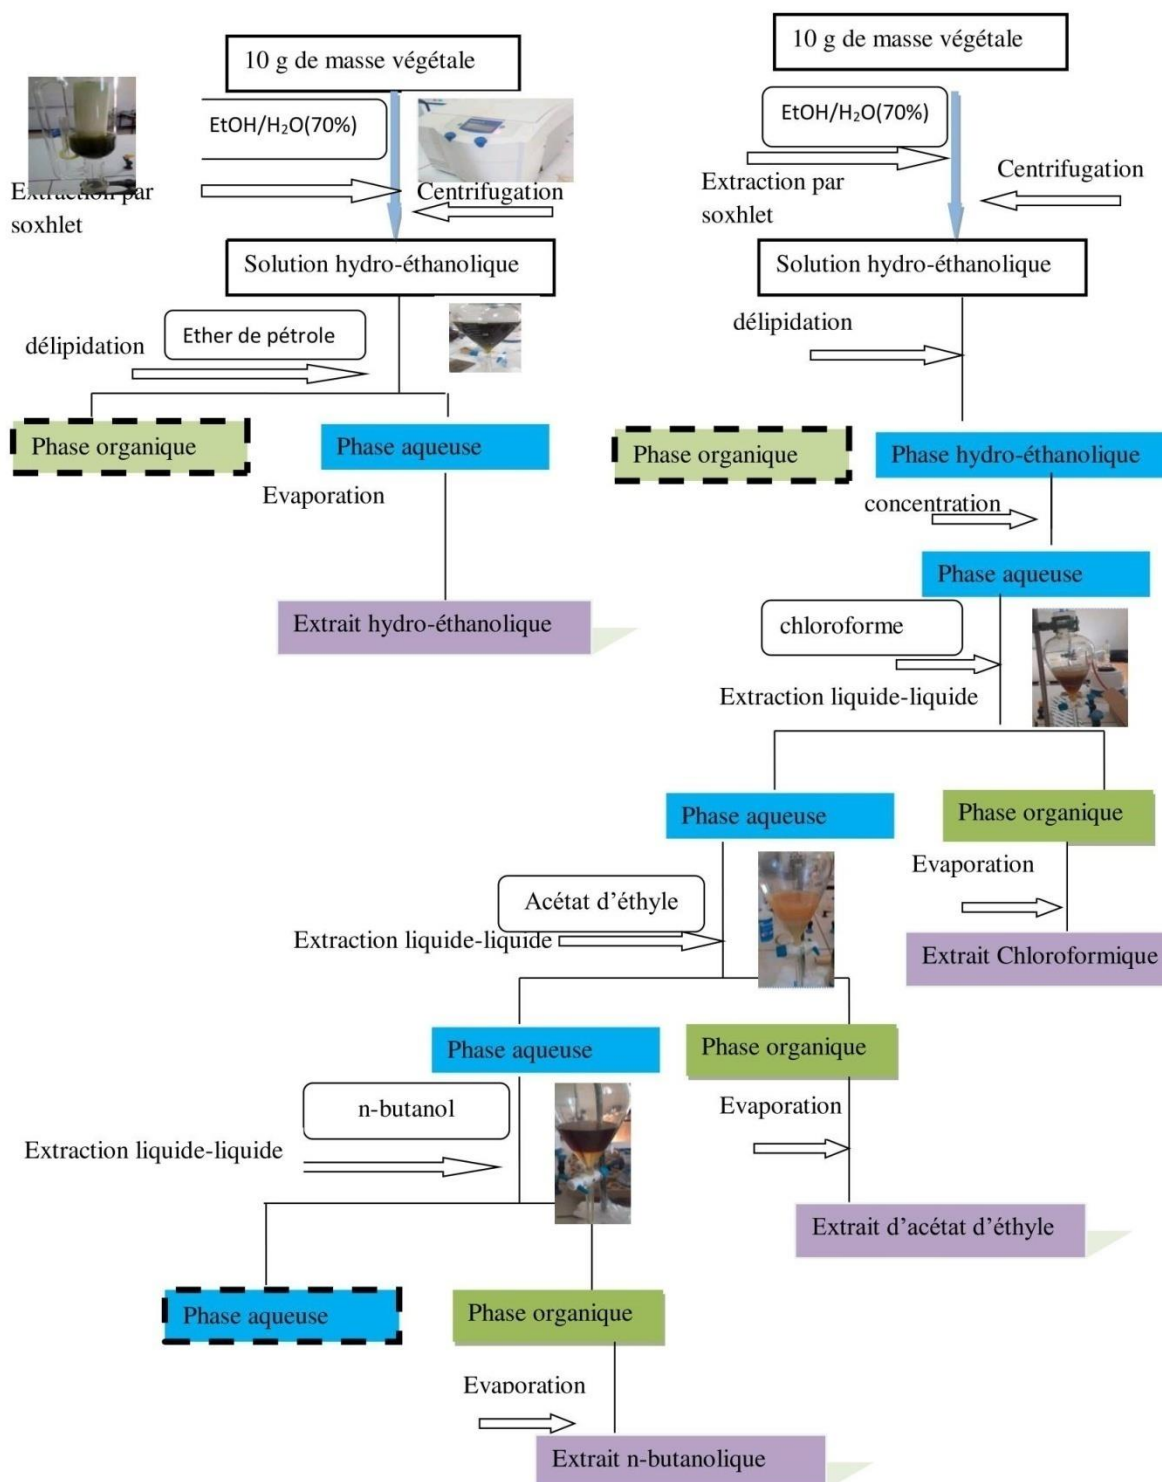 10 g de masse végétale
10 g de masse végétale
EtOH/H₂O(70%)
EtOH/H₂O(70%)
Extraction par
soxhlet
Centrifugation
Extraction par
soxhlet
Centrifugation
Solution hydro-éthanolique
Solution hydro-éthanolique
délipidation
Ether de pétrole
délipidation
Phase organique
Phase aqueuse
Phase organique
Phase hydro-éthanolique
Evaporation
concentration
Phase aqueuse
Extrait hydro-éthanolique
chloroforme
Extraction liquide-liquide
Phase aqueuse
Phase organique
Evaporation
Acétat d’éthyle
Extraction liquide-liquide
Extrait Chloroformique
Phase aqueuse
Phase organique
n-butanol
Evaporation
Extraction liquide-liquide
Extrait d’acétat d’éthyle
Phase aqueuse
Phase organique
Evaporation
Extrait n-butanolique